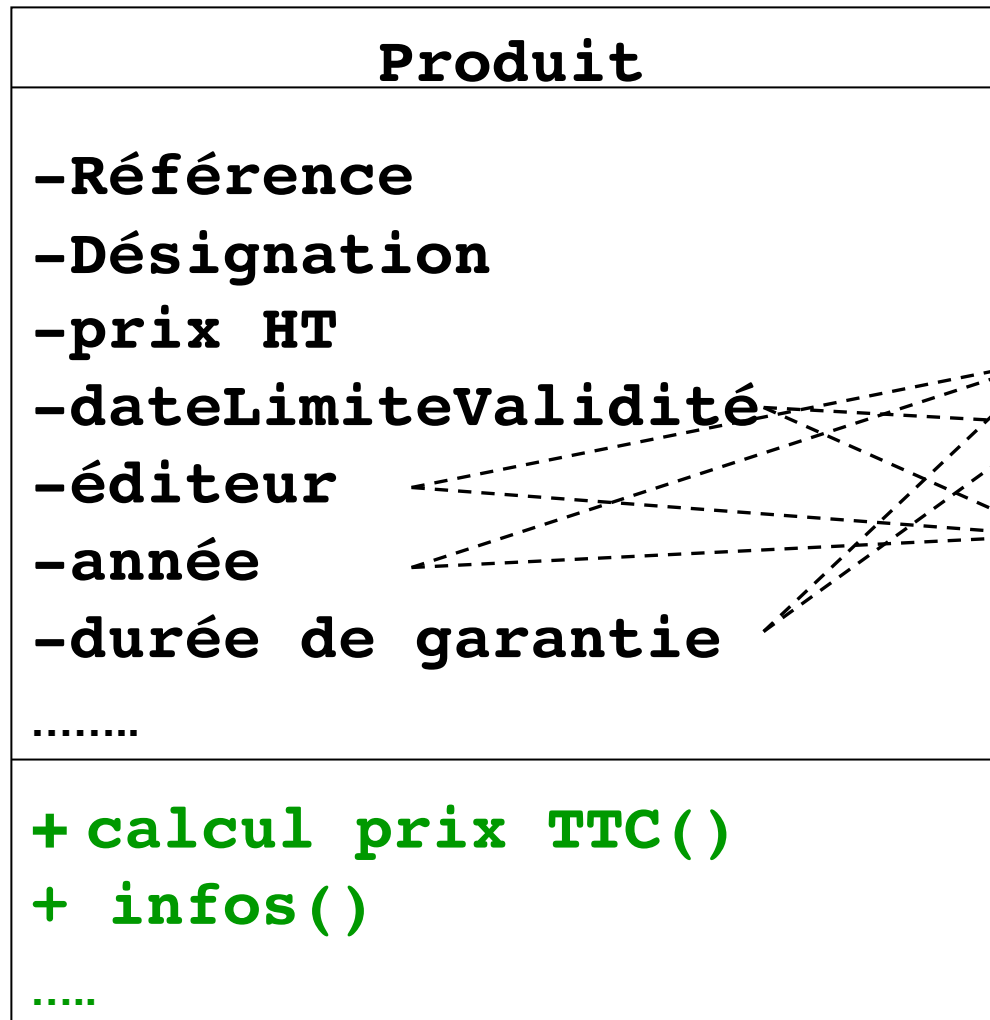 Produit
-Référence
-Désignation
-prix HT
-dateLimiteValidité
-éditeur
-année
-durée de garantie
……..
+ calcul prix TTC()
+ infos()
…..